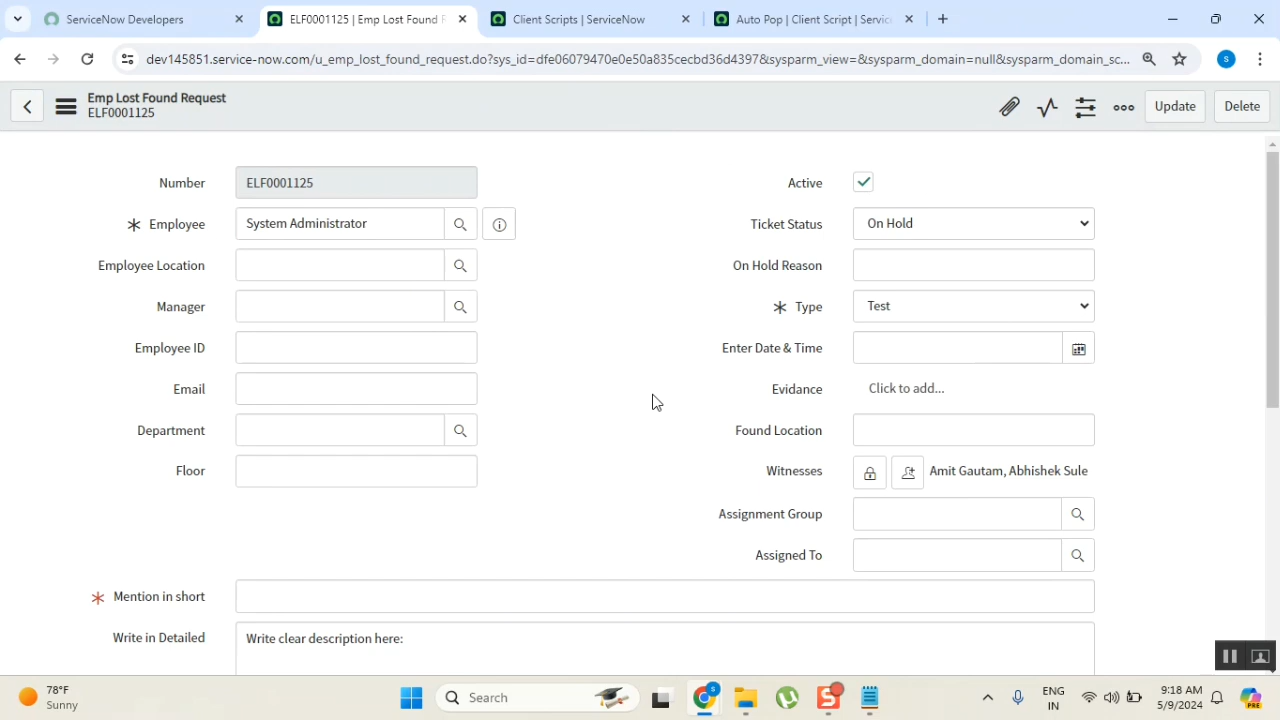 ServiceNow Developers
ELF0001125 | Emp Lost Found R
Client Scripts | ServiceNow
Auto Pop | Client Script | Servic
dev145851.service-now.com/u_emp_lost_found_request.do?sys_id=dfe06079470e0e50a835cecbd36d4397&sysparm_view=&sysparm_domain=null&sysparm_domain_sc...
S
Emp Lost Found Request
ELF0001125
Update
Delete
Number ELF0001125
Active
Employee System Administrator
Ticket Status On Hold
Employee Location
On Hold Reason
Manager
Type Test
Employee ID
Enter Date & Time
Email
Evidance Click to add...
Department
Found Location
Floor
Witnesses Amit Gautam, Abhishek Sule
Assignment Group
Assigned To
Mention in short
Write in Detailed Write clear description here:
78°F
Sunny
Search
ENG
IN
9:18 AM
5/9/2024